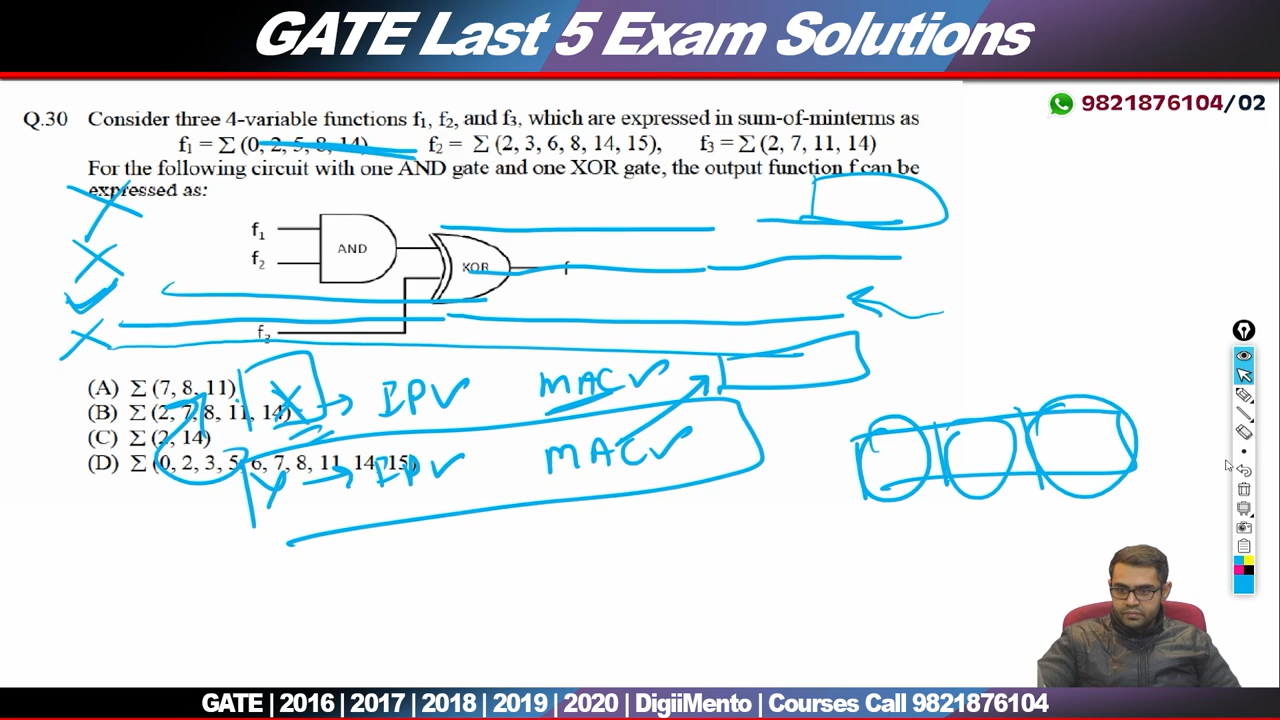 GATE Last 5 Exam Solutions
9821876104/02
Q.30 Consider three 4-variable functions f₁, f₂, and f₃, which are expressed in sum-of-minterms as
f₁ = Σ (0, 2, 5, 8, 14), f₂ = Σ (2, 3, 6, 8, 14, 15), f₃ = Σ (2, 7, 11, 14)
For the following circuit with one AND gate and one XOR gate, the output function f can be
expressed as:
f₁
AND
f₂
XOR
f
f₃
(A) Σ (7, 8, 11)
X → IPV MACV
(B) Σ (2, 7, 8, 11, 14)
(C) Σ (2, 14)
(D) Σ (0, 2, 3, 5, 6, 7, 8, 11, 14, 15)
Y → IPV MACV
GATE | 2016 | 2017 | 2018 | 2019 | 2020 | DigiiMento | Courses Call 9821876104